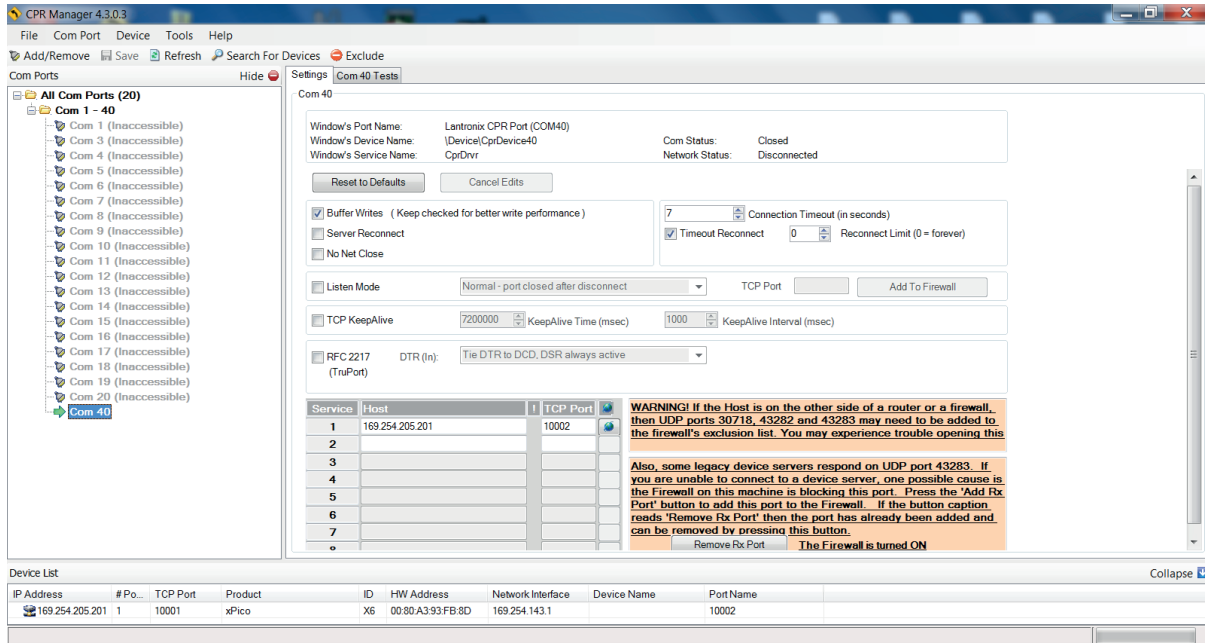 CPR Manager 4.3.0.3
File Com Port Device Tools Help
Add/Remove Save Refresh Search For Devices Exclude
Com Ports Hide
All Com Ports (20)
Com 1 - 40
Com 1 (Inaccessible)
Com 3 (Inaccessible)
Com 4 (Inaccessible)
Com 5 (Inaccessible)
Com 6 (Inaccessible)
Com 7 (Inaccessible)
Com 8 (Inaccessible)
Com 9 (Inaccessible)
Com 10 (Inaccessible)
Com 11 (Inaccessible)
Com 12 (Inaccessible)
Com 13 (Inaccessible)
Com 14 (Inaccessible)
Com 15 (Inaccessible)
Com 16 (Inaccessible)
Com 17 (Inaccessible)
Com 18 (Inaccessible)
Com 19 (Inaccessible)
Com 20 (Inaccessible)
Com 40
Settings Com 40 Tests
Com 40
Window's Port Name: Lantronix CPR Port (COM40)
Window's Device Name: \Device\CprDevice40 Com Status: Closed
Window's Service Name: CprDrvr Network Status: Disconnected
Reset to Defaults Cancel Edits
Buffer Writes ( Keep checked for better write performance )
Server Reconnect
No Net Close
7 Connection Timeout (in seconds)
Timeout Reconnect 0 Reconnect Limit (0 = forever)
Listen Mode Normal - port closed after disconnect TCP Port Add To Firewall
TCP KeepAlive 7200000 KeepAlive Time (msec) 1000 KeepAlive Interval (msec)
RFC 2217 DTR (In): Tie DTR to DCD, DSR always active
(TruPort)
Service Host ! TCP Port
1 169.254.205.201 10002
2
3
4
5
6
7
8
WARNING! If the Host is on the other side of a router or a firewall,
then UDP ports 30718, 43282 and 43283 may need to be added to
the firewall's exclusion list. You may experience trouble opening this
Also, some legacy device servers respond on UDP port 43283. If
you are unable to connect to a device server, one possible cause is
the Firewall on this machine is blocking this port. Press the 'Add Rx
Port' button to add this port to the Firewall. If the button caption
reads 'Remove Rx Port' then the port has already been added and
can be removed by pressing this button.
Remove Rx Port The Firewall is turned ON
Device List Collapse
IP Address # Po... TCP Port Product ID HW Address Network Interface Device Name Port Name
169.254.205.201 1 10001 xPico X6 00:80:A3:93:FB:8D 169.254.143.1 10002